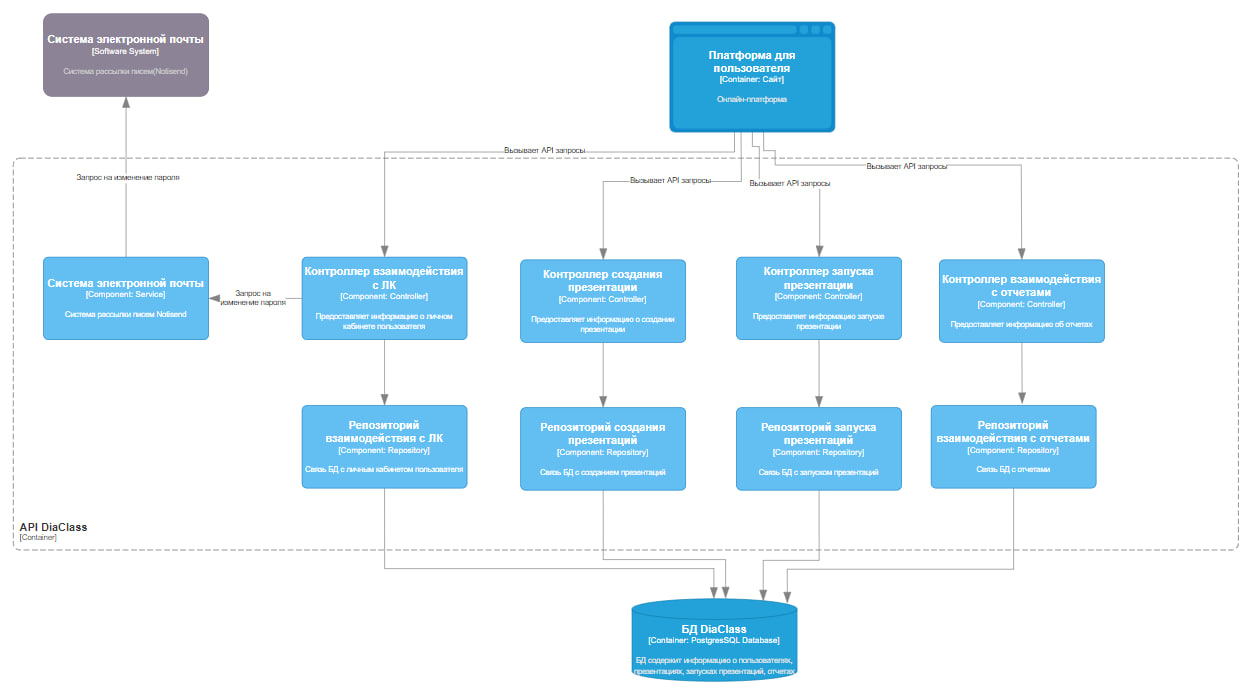 Система электронной почты
[Software System]
Система рассылки писем(Notisend)
Платформа для
пользователя
[Container: Сайт]
Онлайн-платформа
Вызывает API запросы
Вызывает API запросы
Вызывает API запросы
Вызывает API запросы
Запрос на изменение пароля
Система электронной почты
[Component: Service]
Система рассылки писем Notisend
Запрос на
изменение пароля
Контроллер взаимодействия
с ЛК
[Component: Controller]
Предоставляет информацию о личном
кабинете пользователя
Контроллер создания
презентации
[Component: Controller]
Предоставляет информацию о создании
презентации
Контроллер запуска
презентации
[Component: Controller]
Предоставляет информацию запуске
презентации
Контроллер взаимодействия
с отчетами
[Component: Controller]
Предоставляет информацию об отчетах
Репозиторий
взаимодействия с ЛК
[Component: Repository]
Связь БД с личным кабинетом пользователя
Репозиторий создания
презентаций
[Component: Repository]
Связь БД с созданием презентаций
Репозиторий запуска
презентаций
[Component: Repository]
Связь БД с запуском презентаций
Репозиторий
взаимодействия с отчетами
[Component: Repository]
Связь БД с отчетами
API DiaClass
[Container]
БД DiaClass
[Container: PostgresSQL Database]
БД содержит информацию о пользователях,
презентациях, запусках презентаций, отчетах